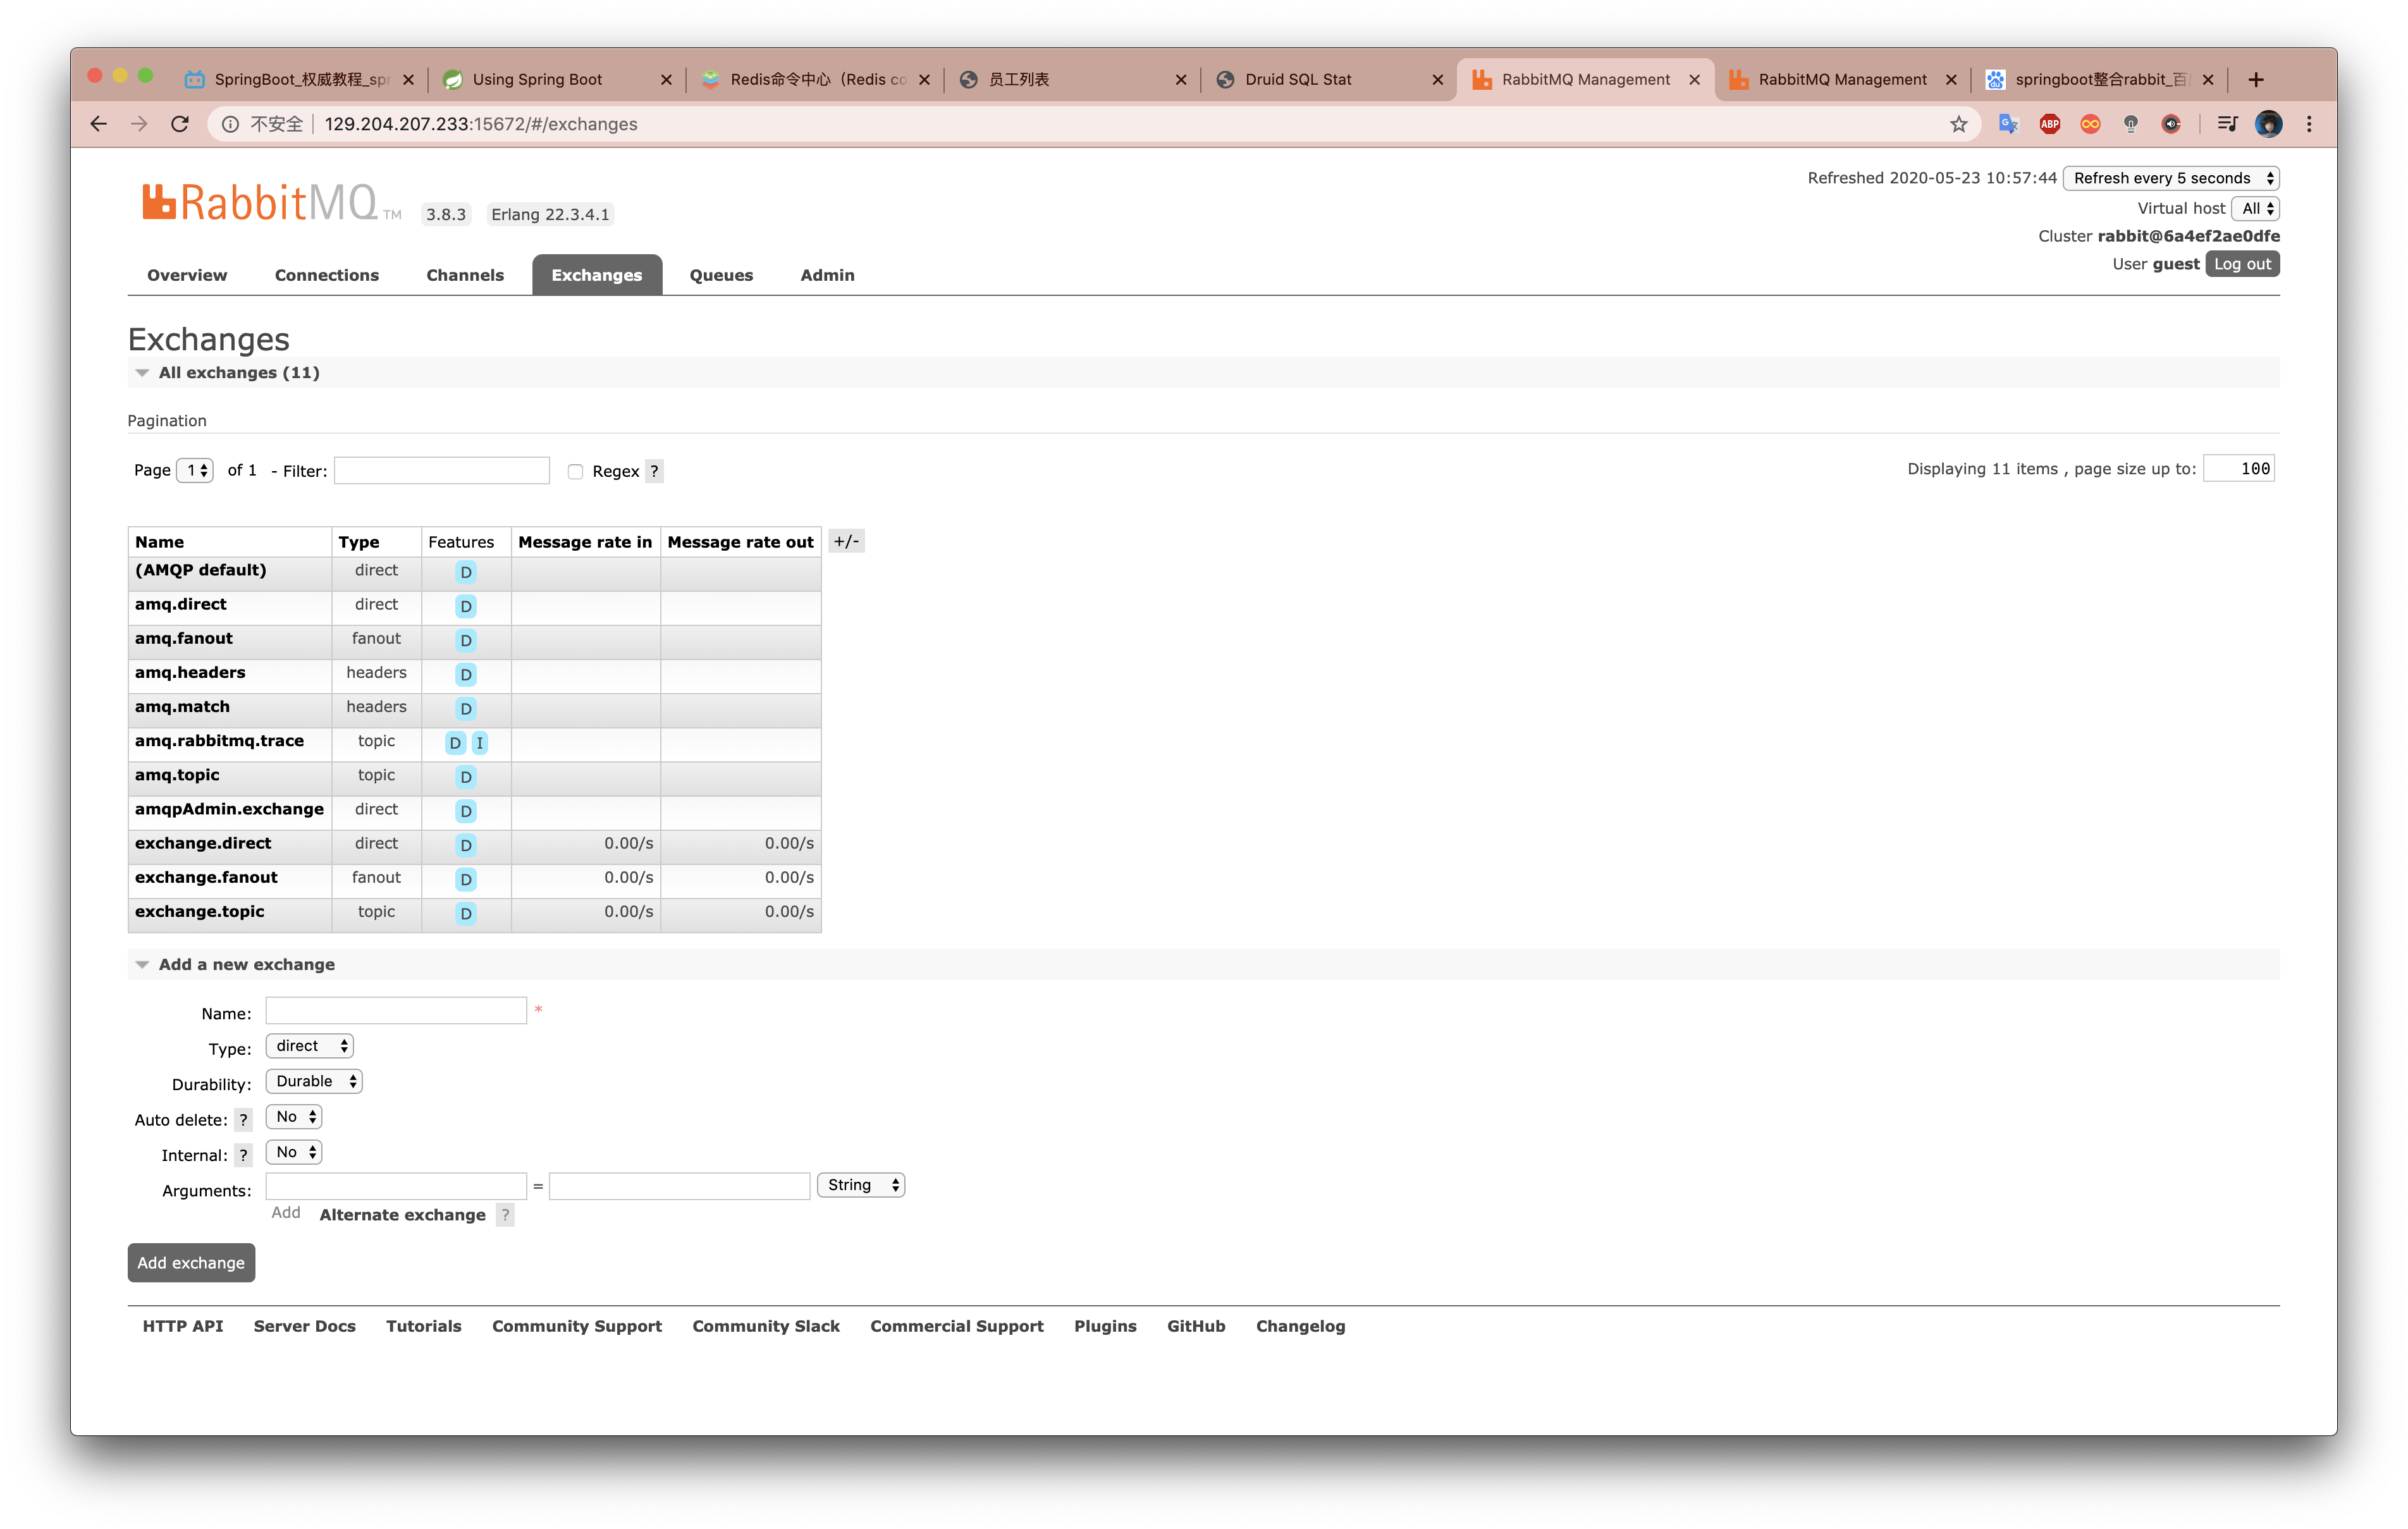 SpringBoot_权威教程_spr
Using Spring Boot
Redis命令中心（Redis co
员工列表
Druid SQL Stat
RabbitMQ Management
RabbitMQ Management
springboot整合rabbit_百
不安全 129.204.207.233:15672/#/exchanges
ABP
RabbitMQ TM 3.8.3 Erlang 22.3.4.1
Refreshed 2020-05-23 10:57:44 Refresh every 5 seconds
Virtual host All
Cluster rabbit@6a4ef2ae0dfe
User guest Log out
Overview Connections Channels Exchanges Queues Admin
Exchanges
All exchanges (11)
Pagination
Page 1 of 1 - Filter: Regex ?
Displaying 11 items , page size up to: 100
Name Type Features Message rate in Message rate out +/-
(AMQP default) direct D
amq.direct direct D
amq.fanout fanout D
amq.headers headers D
amq.match headers D
amq.rabbitmq.trace topic D I
amq.topic topic D
amqpAdmin.exchange direct D
exchange.direct direct D 0.00/s 0.00/s
exchange.fanout fanout D 0.00/s 0.00/s
exchange.topic topic D 0.00/s 0.00/s
Add a new exchange
Name: *
Type: direct
Durability: Durable
Auto delete: ? No
Internal: ? No
Arguments: = String
Add Alternate exchange ?
Add exchange
HTTP API Server Docs Tutorials Community Support Community Slack Commercial Support Plugins GitHub Changelog